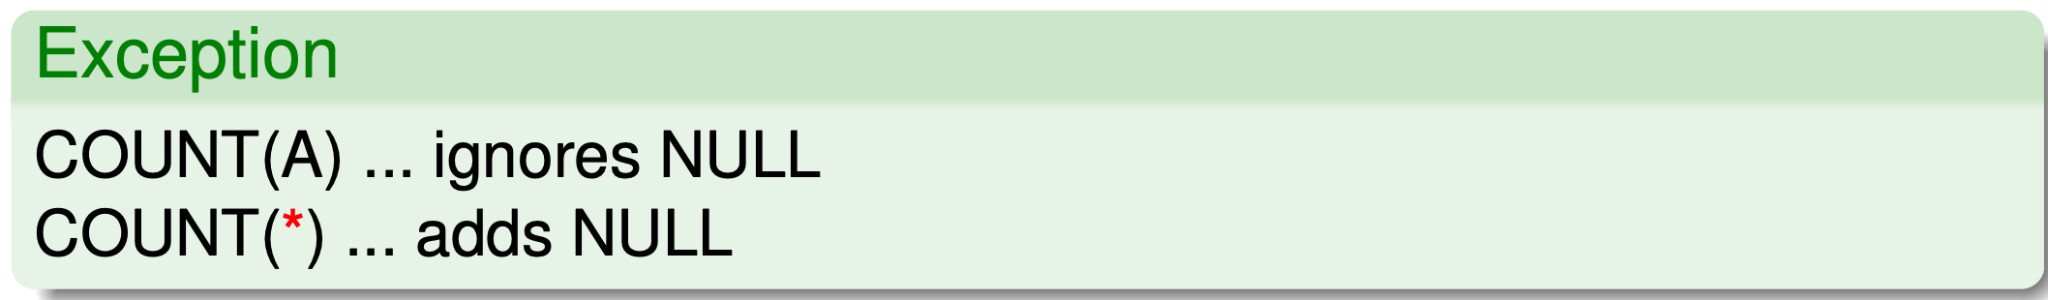 Exception
COUNT(A) ... ignores NULL
COUNT(*) ... adds NULL